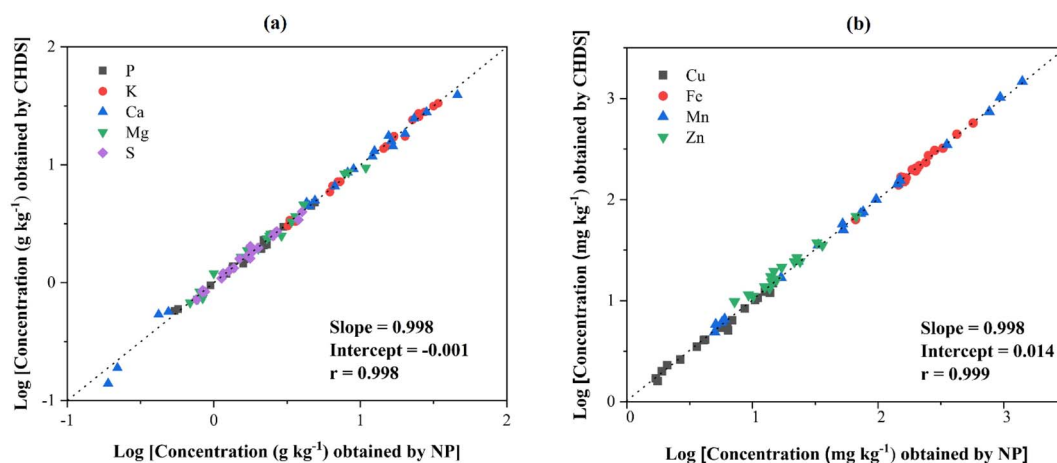 (a)
Log [Concentration (g kg⁻¹) obtained by CHDS]
2
1
0
-1
P
K
Ca
Mg
S
Slope = 0.998
Intercept = -0.001
r = 0.998
-1 0 1 2
Log [Concentration (g kg⁻¹) obtained by NP]
(b)
Log [Concentration (mg kg⁻¹) obtained by CHDS]
3
2
1
0
Cu
Fe
Mn
Zn
Slope = 0.998
Intercept = 0.014
r = 0.999
0 1 2 3
Log [Concentration (mg kg⁻¹) obtained by NP]